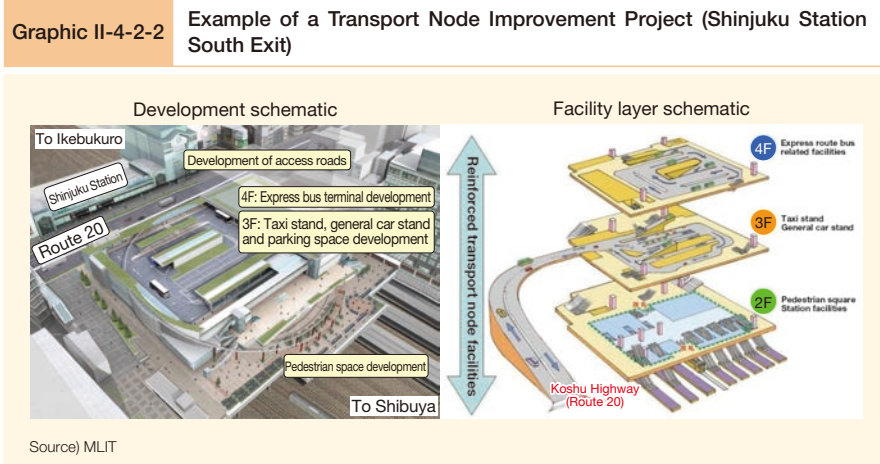 Graphic II-4-2-2
Example of a Transport Node Improvement Project (Shinjuku Station
South Exit)
Development schematic
To Ikebukuro
Development of access roads
Shinjuku Station
4F: Express bus terminal development
3F: Taxi stand, general car stand
and parking space development
Route 20
Pedestrian space development
To Shibuya
Facility layer schematic
Reinforced transport node facilities
4F
Express route bus
related facilities
3F
Taxi stand
General car stand
2F
Pedestrian square
Station facilities
Koshu Highway
(Route 20)
Source) MLIT